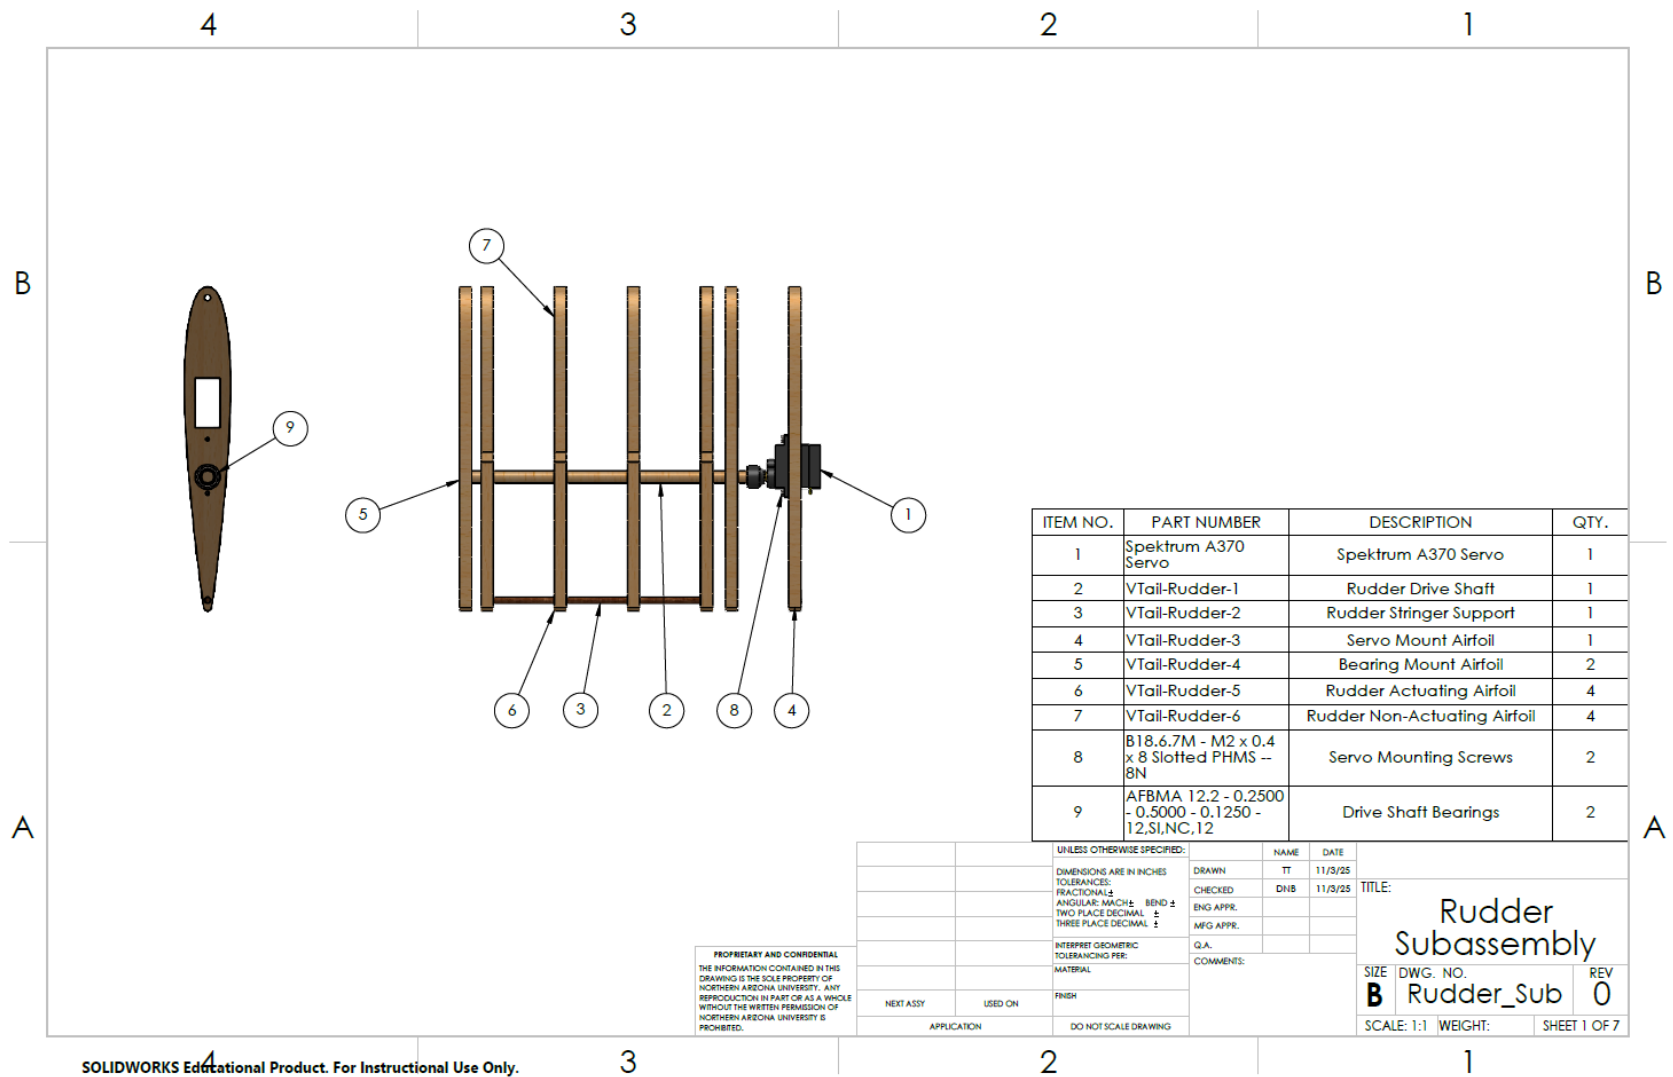 4 3 2 1
B B
7
9
5
1
6 3 2 8 4
A A
ITEM NO. PART NUMBER DESCRIPTION QTY.
1 Spektrum A370 Servo Spektrum A370 Servo 1
2 VTail-Rudder-1 Rudder Drive Shaft 1
3 VTail-Rudder-2 Rudder Stringer Support 1
4 VTail-Rudder-3 Servo Mount Airfoil 1
5 VTail-Rudder-4 Bearing Mount Airfoil 2
6 VTail-Rudder-5 Rudder Actuating Airfoil 4
7 VTail-Rudder-6 Rudder Non-Actuating Airfoil 4
8 B18.6.7M - M2 x 0.4 x 8 Slotted PHMS -- 8N Servo Mounting Screws 2
9 AFBMA 12.2 - 0.2500 - 0.5000 - 0.1250 - 12,SI,NC,12 Drive Shaft Bearings 2
PROPRIETARY AND CONFIDENTIAL
THE INFORMATION CONTAINED IN THIS
DRAWING IS THE SOLE PROPERTY OF
NORTHERN ARIZONA UNIVERSITY. ANY
REPRODUCTION IN PART OR AS A WHOLE
WITHOUT THE WRITTEN PERMISSION OF
NORTHERN ARIZONA UNIVERSITY IS
PROHIBITED.
NEXT ASSY USED ON
APPLICATION
UNLESS OTHERWISE SPECIFIED:
DIMENSIONS ARE IN INCHES
TOLERANCES:
FRACTIONAL±
ANGULAR: MACH± BEND ±
TWO PLACE DECIMAL ±
THREE PLACE DECIMAL ±
INTERPRET GEOMETRIC
TOLERANCING PER:
MATERIAL
FINISH
DO NOT SCALE DRAWING
NAME DATE
DRAWN TT 11/3/25
CHECKED DNB 11/3/25
ENG APPR.
MFG APPR.
Q.A.
COMMENTS:
TITLE:
Rudder
Subassembly
SIZE DWG. NO. REV
B Rudder_Sub 0
SCALE: 1:1 WEIGHT: SHEET 1 OF 7
4 3 2 1
SOLIDWORKS Educational Product. For Instructional Use Only.